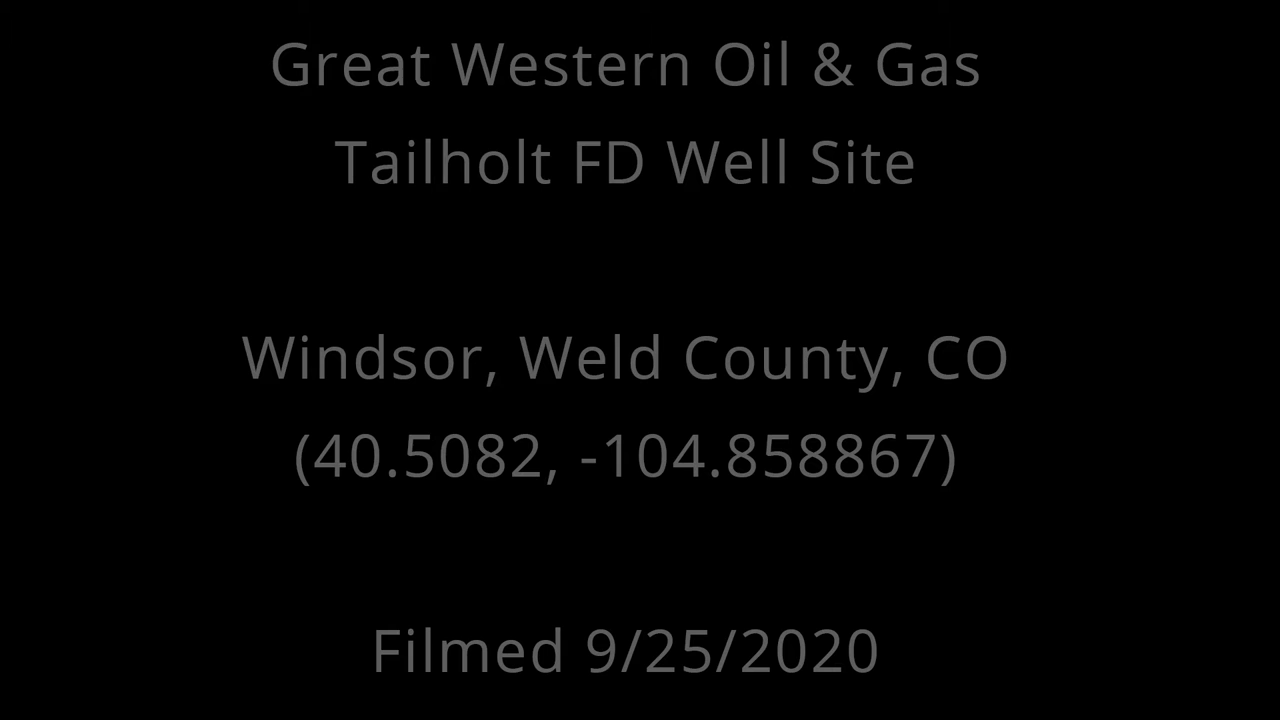 Great Western Oil & Gas
Tailholt FD Well Site
Windsor, Weld County, CO
(40.5082, -104.858867)
Filmed 9/25/2020